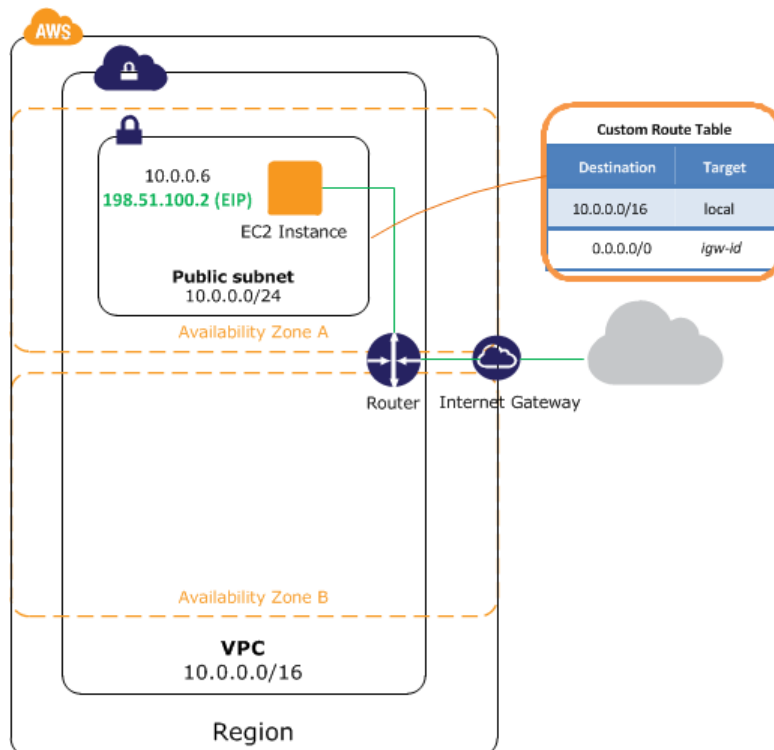 AWS
10.0.0.6
198.51.100.2 (EIP)
EC2 Instance
Public subnet
10.0.0.0/24
Availability Zone A
Custom Route Table
Destination Target
10.0.0.0/16 local
0.0.0.0/0 igw-id
Router
Internet Gateway
Availability Zone B
VPC
10.0.0.0/16
Region